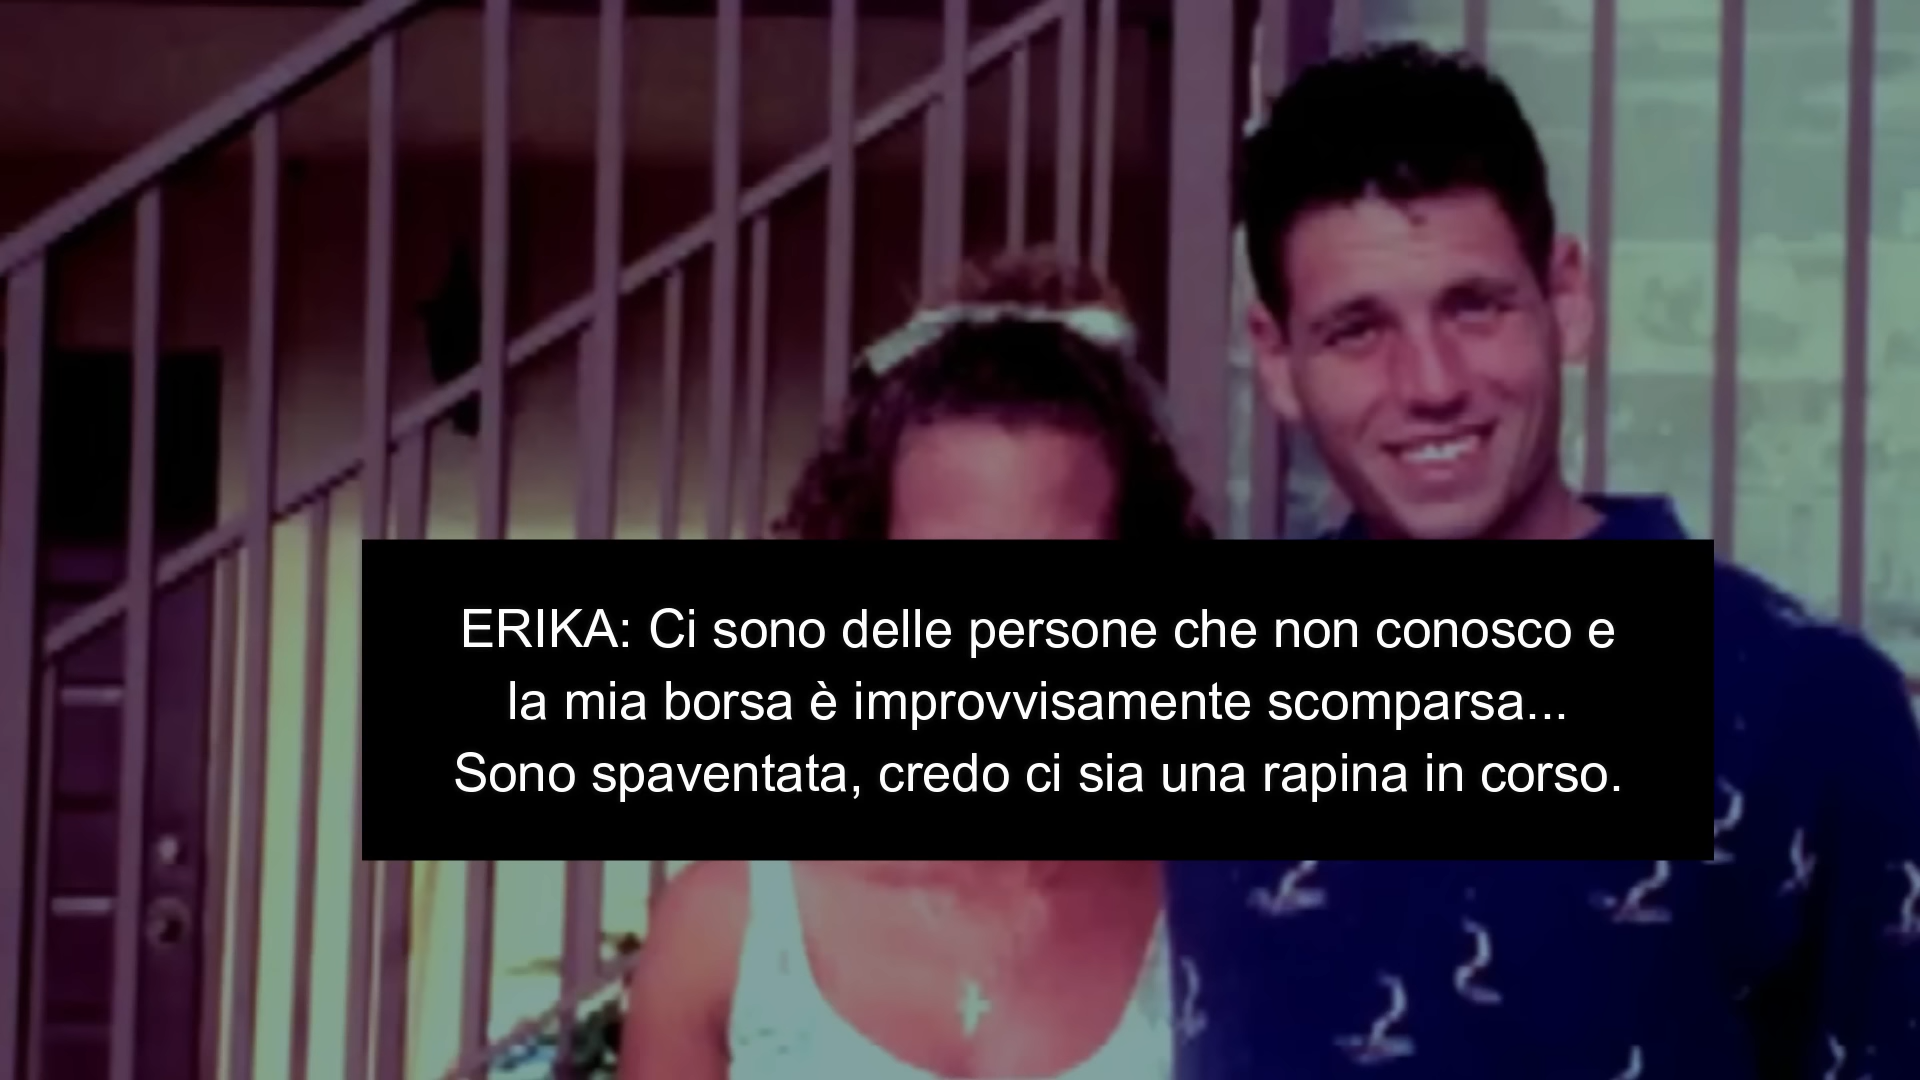 ERIKA: Ci sono delle persone che non conosco e
la mia borsa è improvvisamente scomparsa...
Sono spaventata, credo ci sia una rapina in corso.